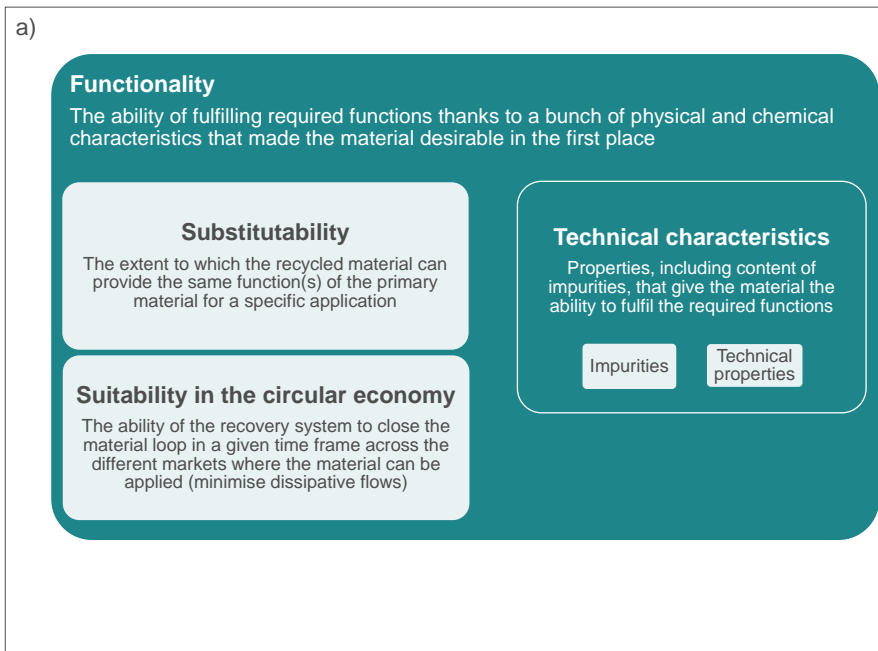 a)
Functionality
The ability of fulfilling required functions thanks to a bunch of physical and chemical
characteristics that made the material desirable in the first place
Substitutability
The extent to which the recycled material can
provide the same function(s) of the primary
material for a specific application
Suitability in the circular economy
The ability of the recovery system to close the
material loop in a given time frame across the
different markets where the material can be
applied (minimise dissipative flows)
Technical characteristics
Properties, including content of
impurities, that give the material the
ability to fulfil the required functions
Impurities
Technical
properties